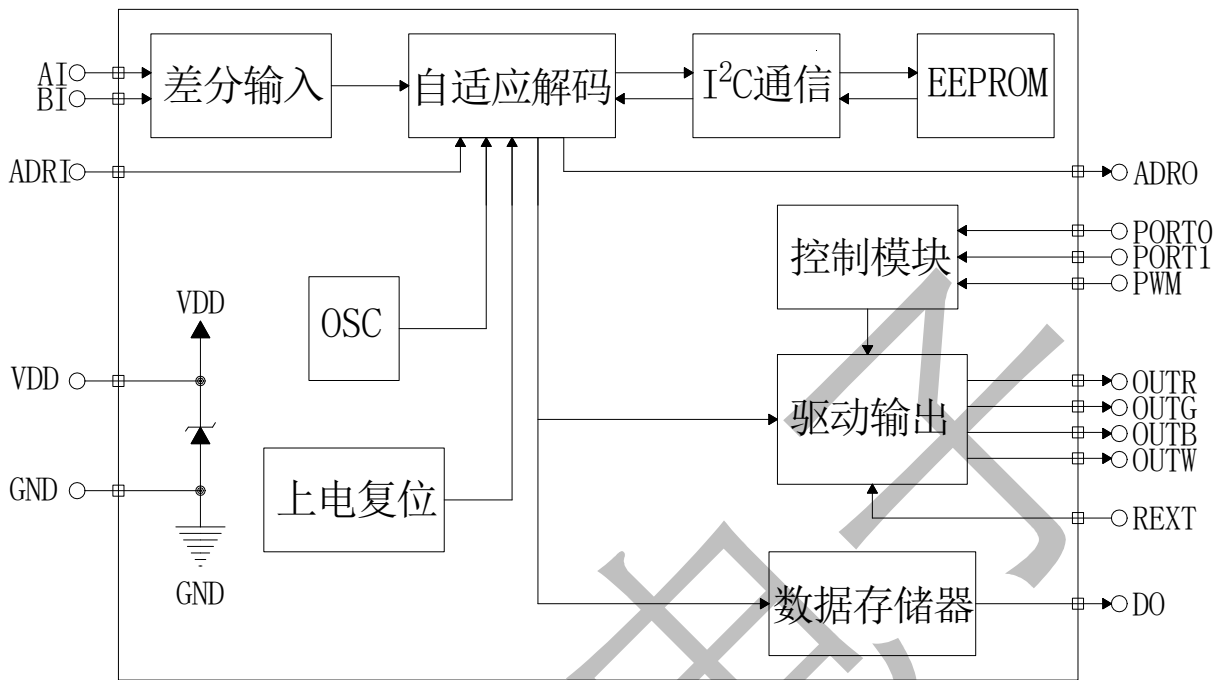 AI
BI
差分输入
自适应解码
I²C通信
EEPROM
ADRI
ADRO
控制模块
PORT0
PORT1
PWM
OSC
VDD
VDD
驱动输出
OUTR
OUTG
OUTB
OUTW
GND
上电复位
REXT
GND
数据存储器
DO
电子